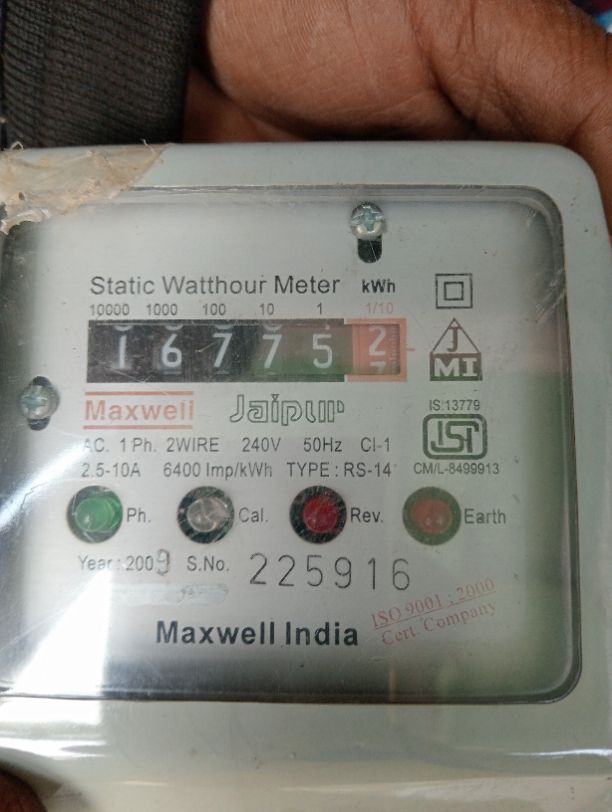 Static Watthour Meter kWh
10000 1000 100 10 1 1/10
1 6 7 7 5 2
J
MI
Maxwell Jaipur
IS:13779
ISI
CM/L-8499913
AC. 1 Ph. 2WIRE 240V 50Hz Cl-1
2.5-10A 6400 Imp/kWh TYPE : RS-14
Ph. Cal. Rev. Earth
Year : 2009 S.No. 225916
ISO 9001 : 2000
Cert. Company
Maxwell India